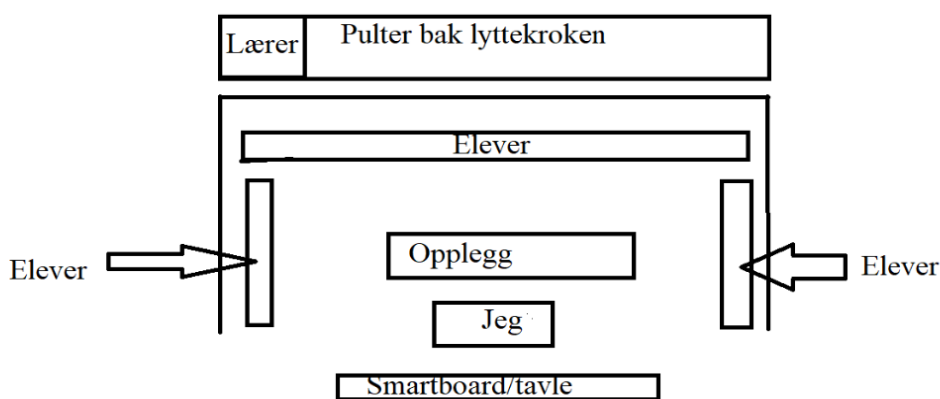 Lærer
Pulter bak lyttekroken
Elever
Elever
Opplegg
Elever
Jeg
Smartboard/tavle